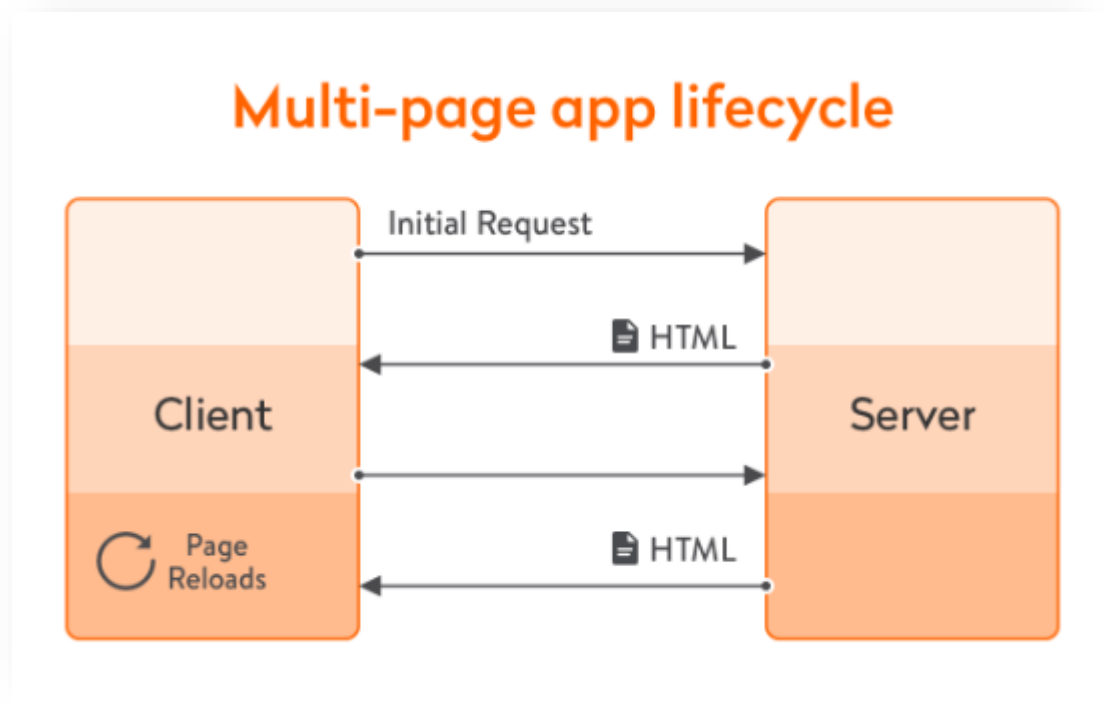 Multi-page app lifecycle
Initial Request
HTML
Client
Server
Page
Reloads
HTML